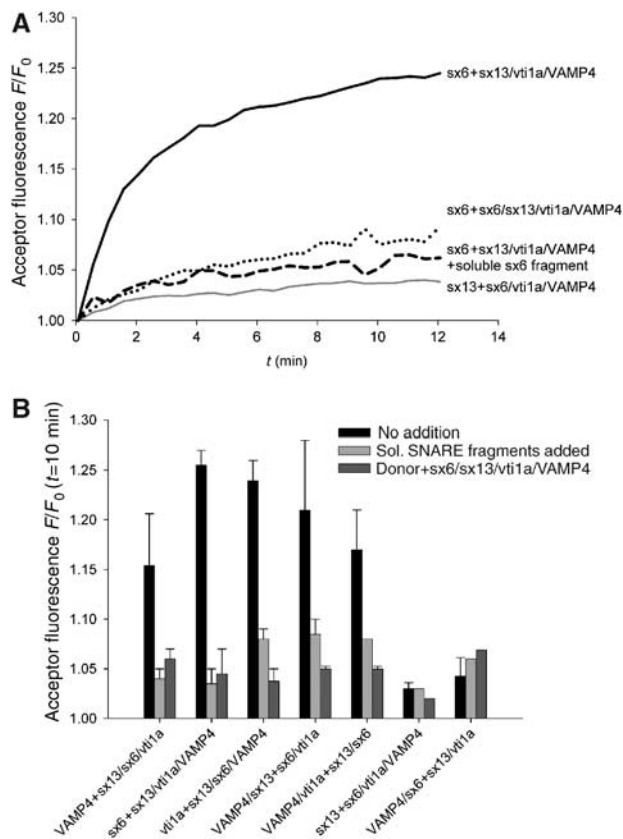 A
Acceptor fluorescence F/F0
1.25
1.20
1.15
1.10
1.05
1.00
0
2
4
6
8
10
12
14
t (min)
sx6+sx13/vti1a/VAMP4
sx6+sx6/sx13/vti1a/VAMP4
sx6+sx13/vti1a/VAMP4
+soluble sx6 fragment
sx13+sx6/vti1a/VAMP4
B
Acceptor fluorescence F/F0 (t=10 min)
1.30
1.25
1.20
1.15
1.10
1.05
1.00
No addition
Sol. SNARE fragments added
Donor+sx6/sx13/vti1a/VAMP4
VAMP4+sx13/sx6/vti1a
sx6+sx13/vti1a/VAMP4
vti1a+sx13/sx6/VAMP4
VAMP4/sx13+sx6/vti1a
VAMP4/vti1a+sx13/sx6
sx13+sx6/vti1a/VAMP4
VAMP4/sx6+sx13/vti1a